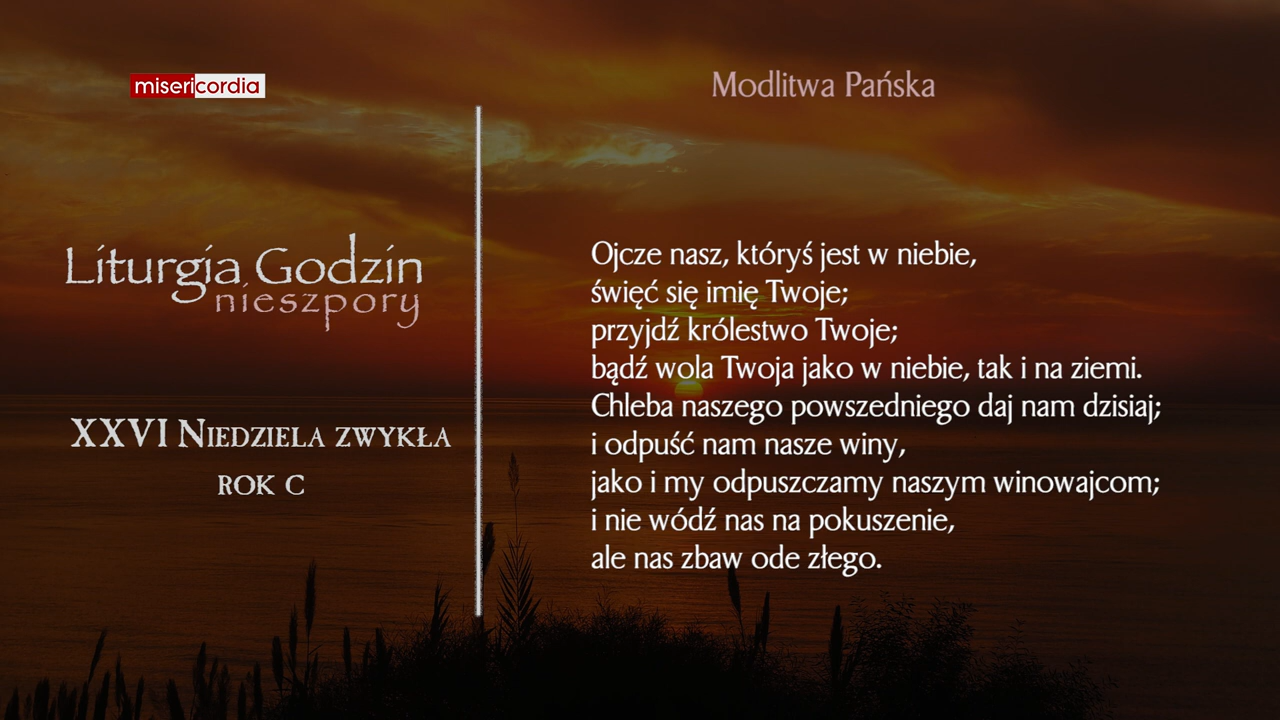 misericordia
Liturgia Godzin
nieszpory
XXVI Niedziela zwykła
rok C
Modlitwa Pańska
Ojcze nasz, któryś jest w niebie,
święć się imię Twoje;
przyjdź królestwo Twoje;
bądź wola Twoja jako w niebie, tak i na ziemi.
Chleba naszego powszedniego daj nam dzisiaj;
i odpuść nam nasze winy,
jako i my odpuszczamy naszym winowajcom;
i nie wódź nas na pokuszenie,
ale nas zbaw ode złego.